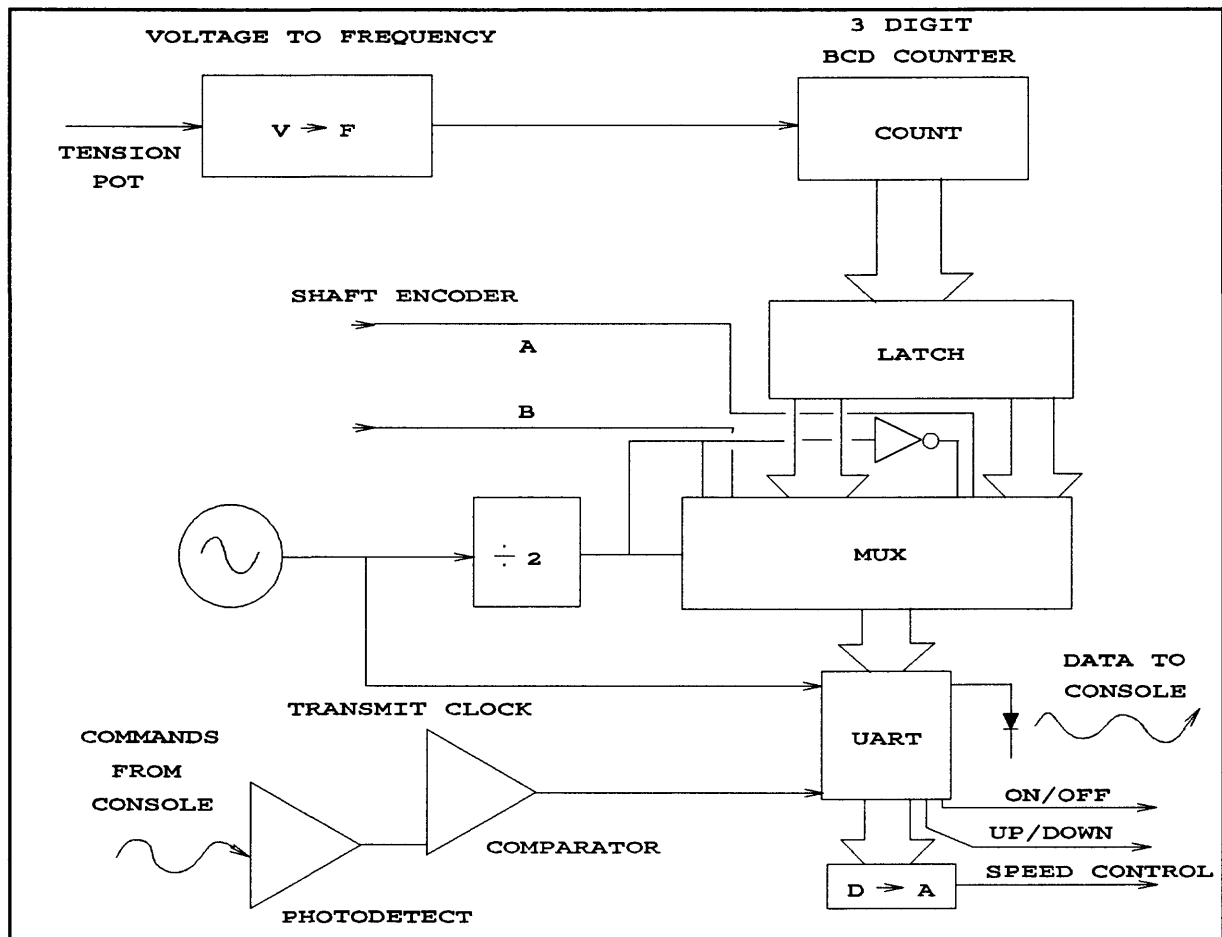 VOLTAGE TO FREQUENCY
3 DIGIT
BCD COUNTER
V → F
COUNT
TENSION
POT
SHAFT ENCODER
A
LATCH
B
÷ 2
MUX
TRANSMIT CLOCK
UART
DATA TO
CONSOLE
COMMANDS
FROM
CONSOLE
COMPARATOR
ON/OFF
UP/DOWN
SPEED CONTROL
D → A
PHOTODETECT